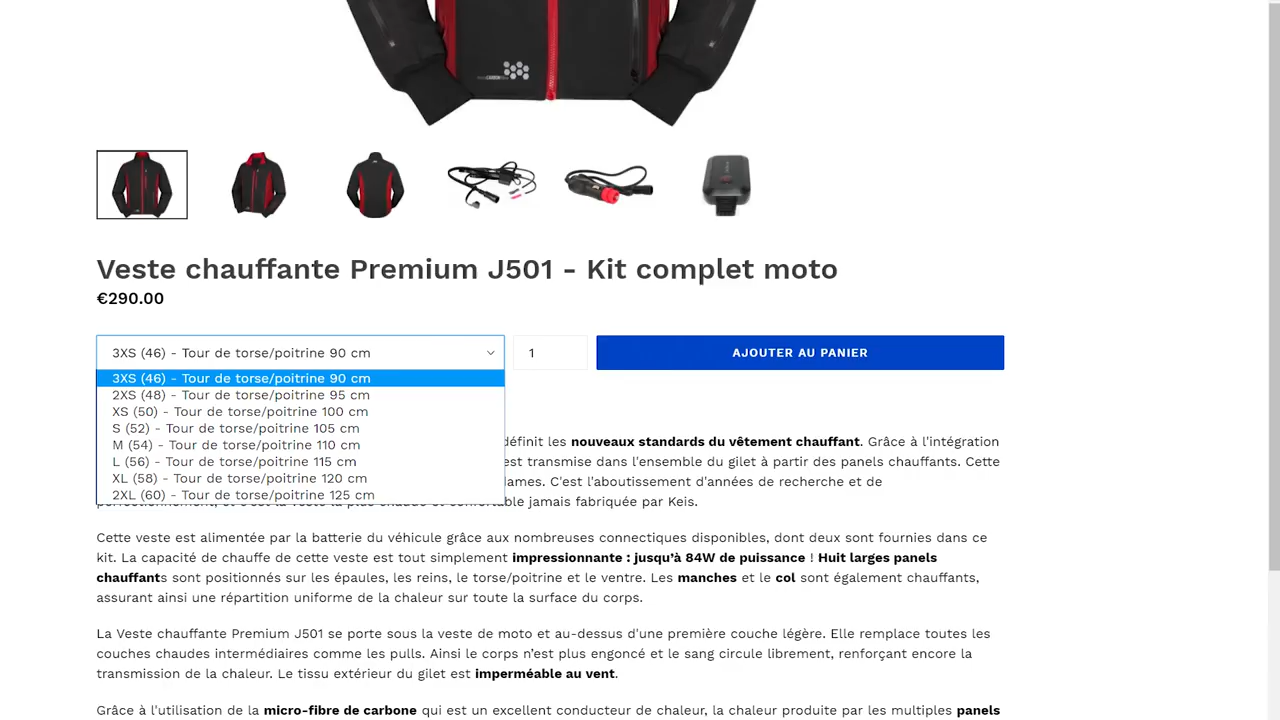 Veste chauffante Premium J501 - Kit complet moto
€290.00
3XS (46) - Tour de torse/poitrine 90 cm
1
AJOUTER AU PANIER
3XS (46) - Tour de torse/poitrine 90 cm
2XS (48) - Tour de torse/poitrine 95 cm
XS (50) - Tour de torse/poitrine 100 cm
S (52) - Tour de torse/poitrine 105 cm
M (54) - Tour de torse/poitrine 110 cm
L (56) - Tour de torse/poitrine 115 cm
XL (58) - Tour de torse/poitrine 120 cm
2XL (60) - Tour de torse/poitrine 125 cm
définit les nouveaux standards du vêtement chauffant. Grâce à l'intégration
est transmise dans l'ensemble du gilet à partir des panels chauffants. Cette
dames. C'est l'aboutissement d'années de recherche et de
jamais fabriquée par Keis.
Cette veste est alimentée par la batterie du véhicule grâce aux nombreuses connectiques disponibles, dont deux sont fournies dans ce
kit. La capacité de chauffe de cette veste est tout simplement impressionnante : jusqu’à 84W de puissance ! Huit larges panels
chauffants sont positionnés sur les épaules, les reins, le torse/poitrine et le ventre. Les manches et le col sont également chauffants,
assurant ainsi une répartition uniforme de la chaleur sur toute la surface du corps.
La Veste chauffante Premium J501 se porte sous la veste de moto et au-dessus d'une première couche légère. Elle remplace toutes les
couches chaudes intermédiaires comme les pulls. Ainsi le corps n’est plus engoncé et le sang circule librement, renforçant encore la
transmission de la chaleur. Le tissu extérieur du gilet est imperméable au vent.
Grâce à l'utilisation de la micro-fibre de carbone qui est un excellent conducteur de chaleur, la chaleur produite par les multiples panels